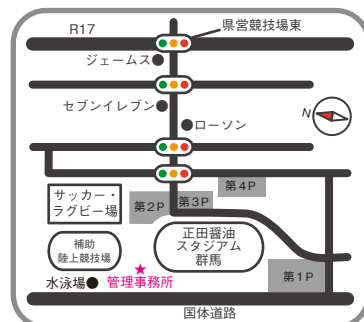 R17
県営競技場東
ジェームス
セブンイレブン
ローソン
N
第4P
第3P
第2P
サッカー・
ラグビー場
正田醤油
スタジアム
群馬
補助
陸上競技場
第1P
水泳場
管理事務所
国体道路